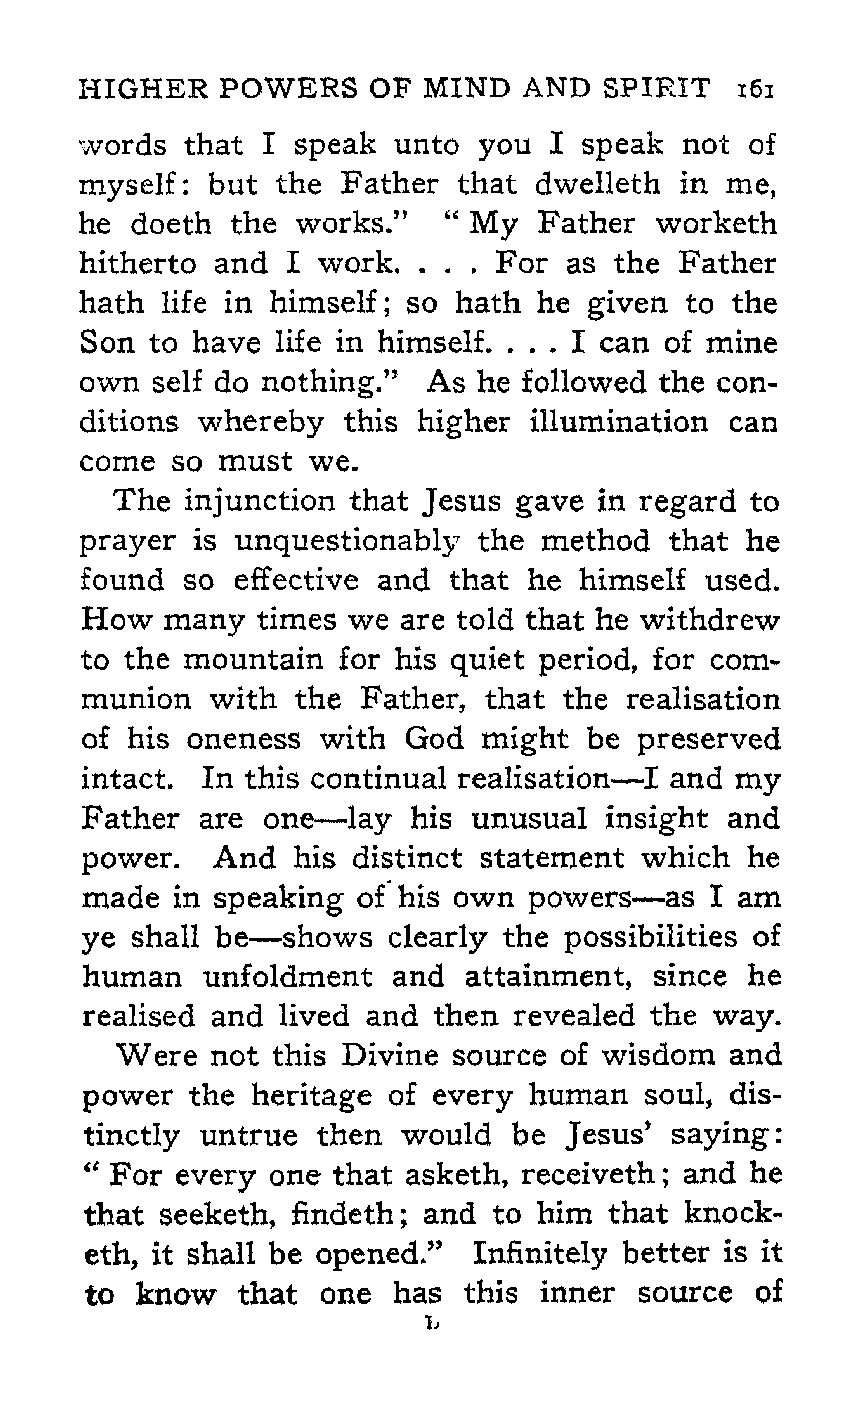 HIGHER POWERS OF MIND AND SPIRIT 161
words that I speak unto you I speak not of
myself: but the Father that dwelleth in me,
he doeth the works.” “ My Father worketh
hitherto and I work. . . . For as the Father
hath life in himself; so hath he given to the
Son to have life in himself. . . . I can of mine
own self do nothing.” As he followed the con-
ditions whereby this higher illumination can
come so must we.
The injunction that Jesus gave in regard to
prayer is unquestionably the method that he
found so effective and that he himself used.
How many times we are told that he withdrew
to the mountain for his quiet period, for com-
munion with the Father, that the realisation
of his oneness with God might be preserved
intact. In this continual realisation—I and my
Father are one—lay his unusual insight and
power. And his distinct statement which he
made in speaking of his own powers—as I am
ye shall be—shows clearly the possibilities of
human unfoldment and attainment, since he
realised and lived and then revealed the way.
Were not this Divine source of wisdom and
power the heritage of every human soul, dis-
tinctly untrue then would be Jesus’ saying:
“ For every one that asketh, receiveth; and he
that seeketh, findeth; and to him that knock-
eth, it shall be opened.” Infinitely better is it
to know that one has this inner source of
L